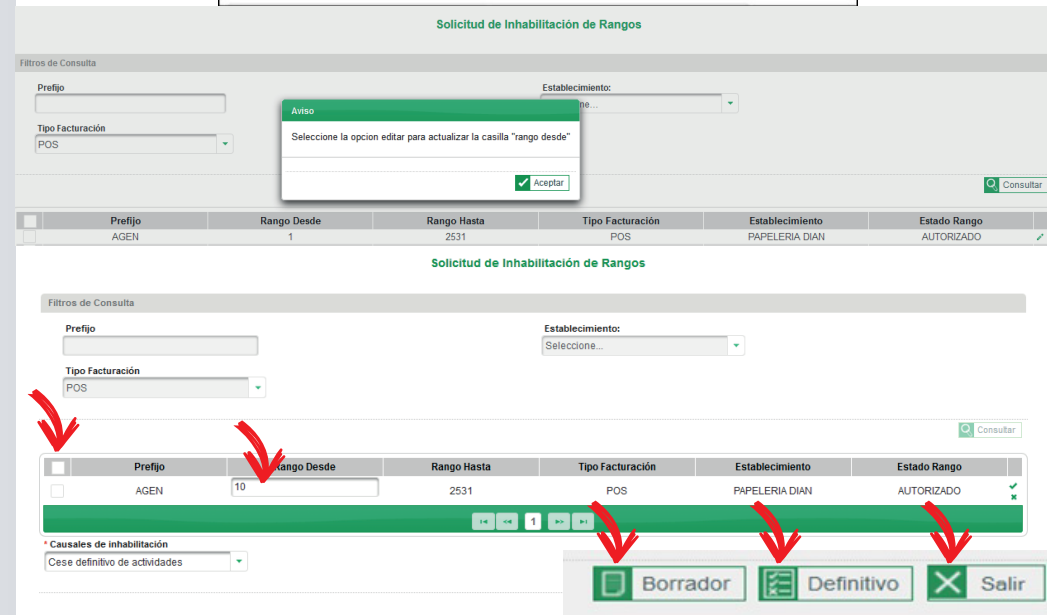 Solicitud de Inhabilitación de Rangos
Filtros de Consulta
Prefijo
Establecimiento:
ne...
Tipo Facturación
POS
Aviso
Seleccione la opcion editar para actualizar la casilla "rango desde"
Aceptar
Consultar
Prefijo Rango Desde Rango Hasta Tipo Facturación Establecimiento Estado Rango
AGEN 1 2531 POS PAPELERIA DIAN AUTORIZADO
Solicitud de Inhabilitación de Rangos
Filtros de Consulta
Prefijo
Establecimiento:
Seleccione...
Tipo Facturación
POS
Consultar
Prefijo Rango Desde Rango Hasta Tipo Facturación Establecimiento Estado Rango
AGEN 10 2531 POS PAPELERIA DIAN AUTORIZADO
1
* Causales de inhabilitación
Cese definitivo de actividades
Borrador Definitivo Salir